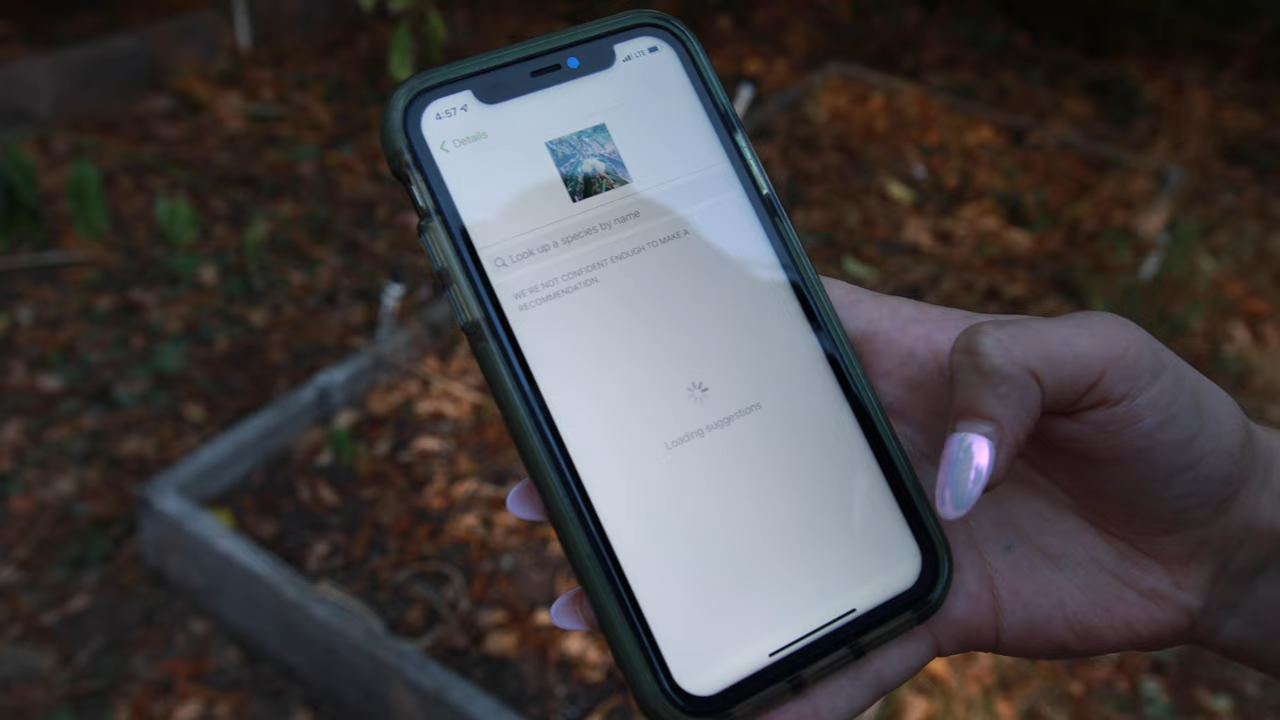 4:57
LTE
Details
Look up a species by name
WE'RE NOT CONFIDENT ENOUGH TO MAKE A
RECOMMENDATION.
Loading suggestions